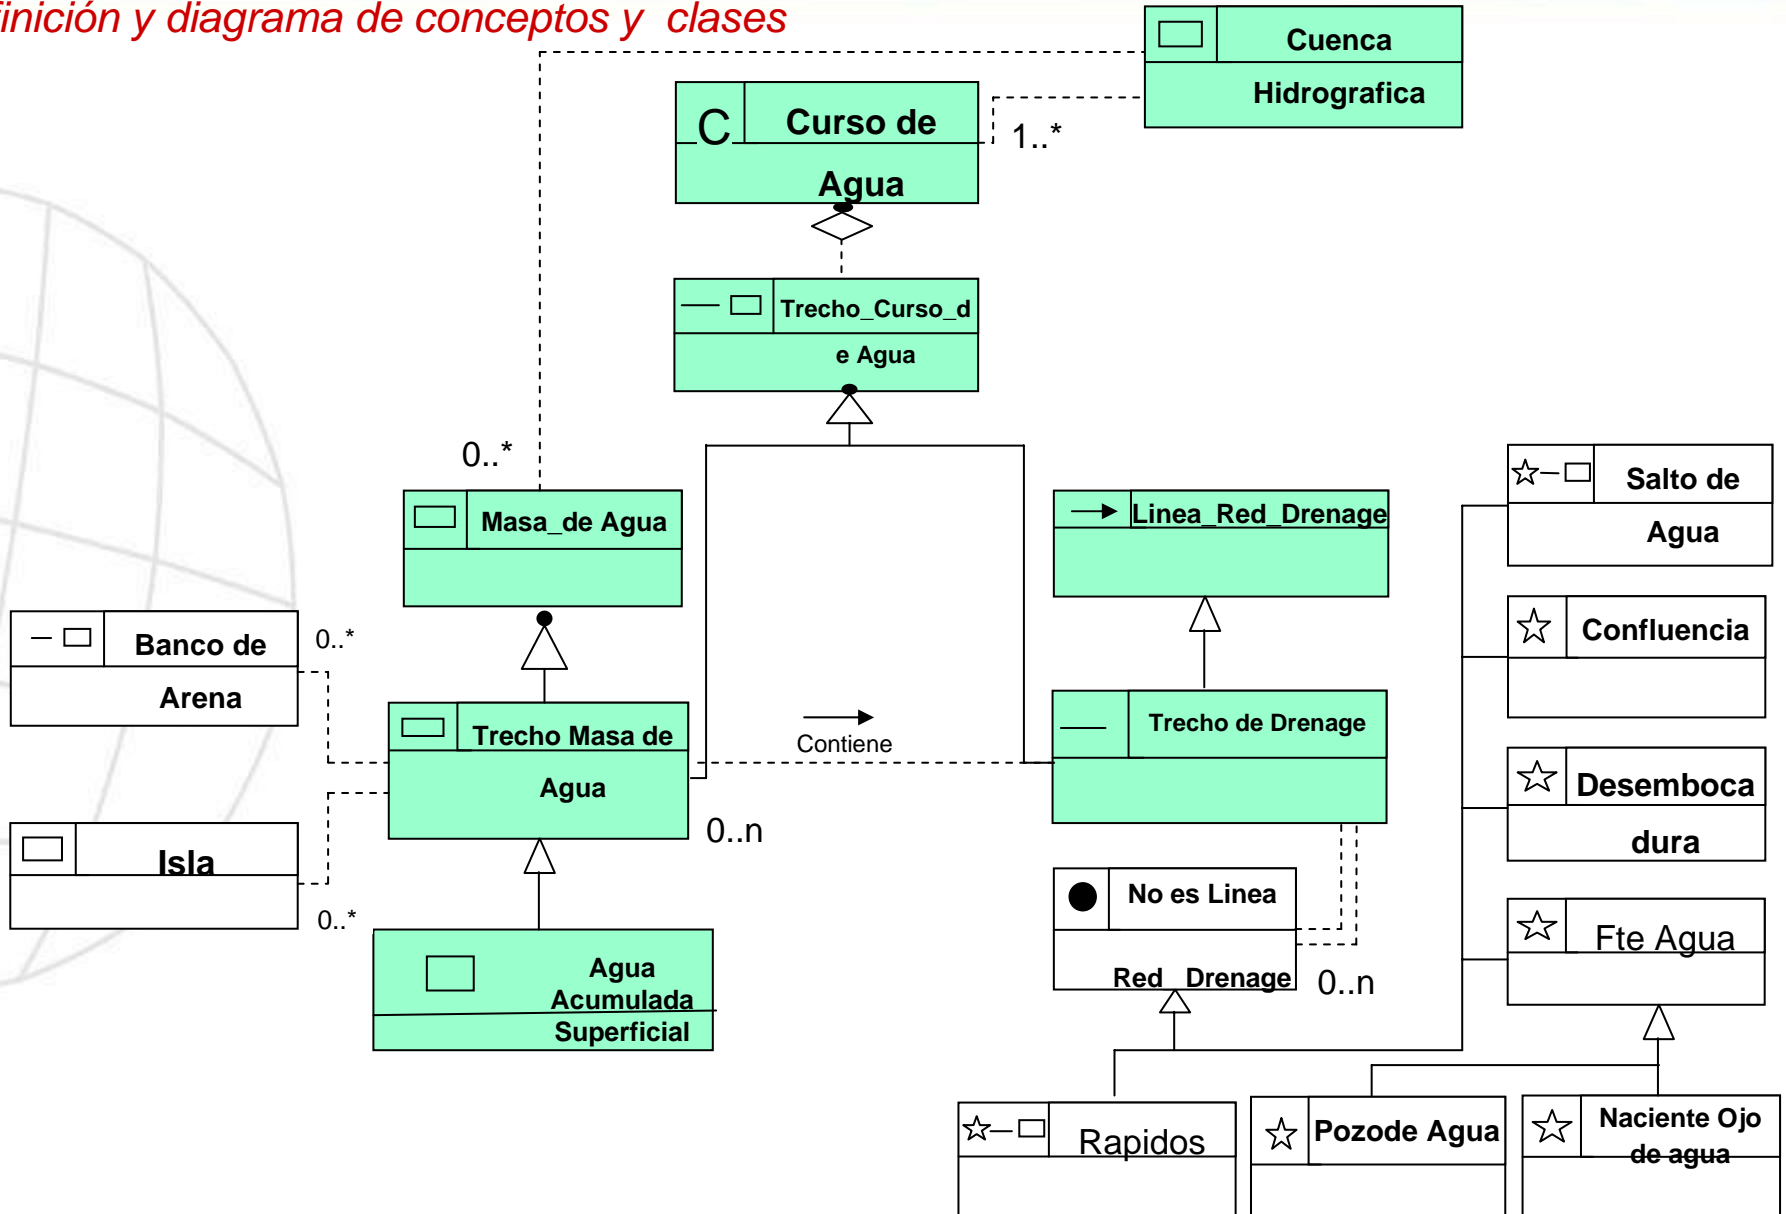 finición y diagrama de conceptos y clases
Cuenca
Hidrografica
C
Curso de
Agua
1..*
Trecho_Curso_d
e Agua
0..*
Masa_de Agua
Linea_Red_Drenage
Salto de
Agua
Banco de
Arena
0..*
Confluencia
Trecho Masa de
Agua
Contiene
Trecho de Drenage
Desemboca
dura
Isla
0..*
0..n
No es Linea
Red_ Drenage
0..n
Fte Agua
Agua
Acumulada
Superficial
Rapidos
Pozode Agua
Naciente Ojo
de agua